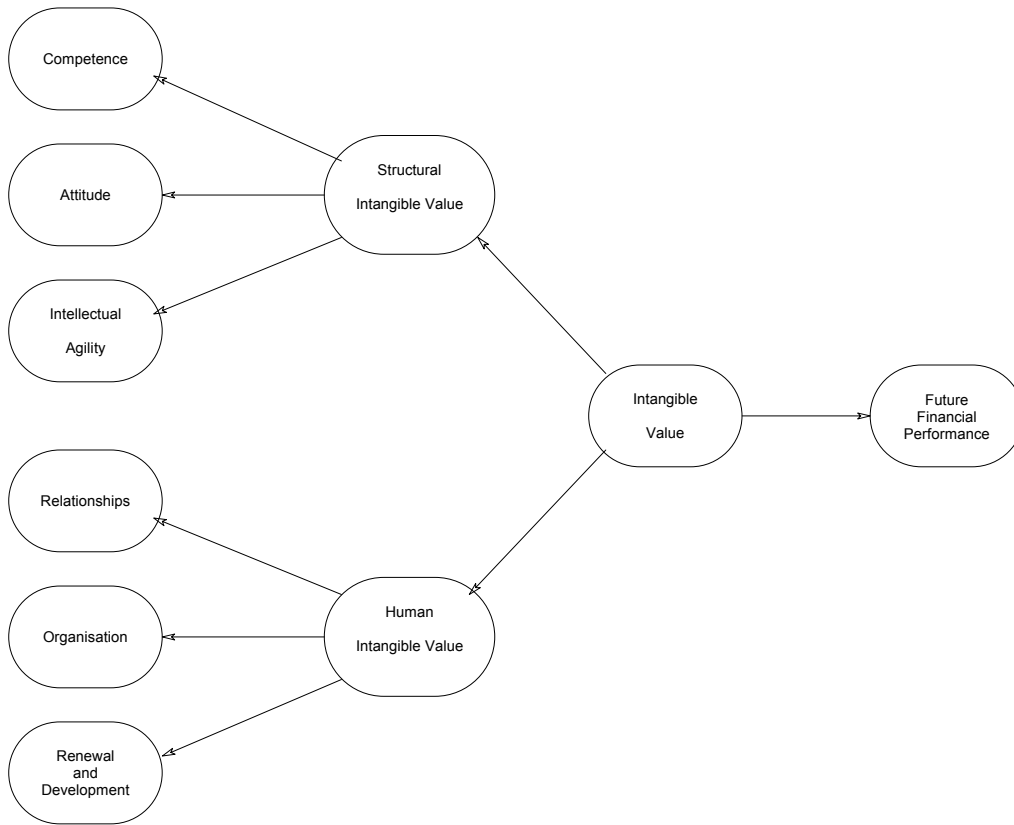 Competence
Attitude
Intellectual
Agility
Structural
Intangible Value
Intangible
Value
Future
Financial
Performance
Relationships
Organisation
Renewal
and
Development
Human
Intangible Value